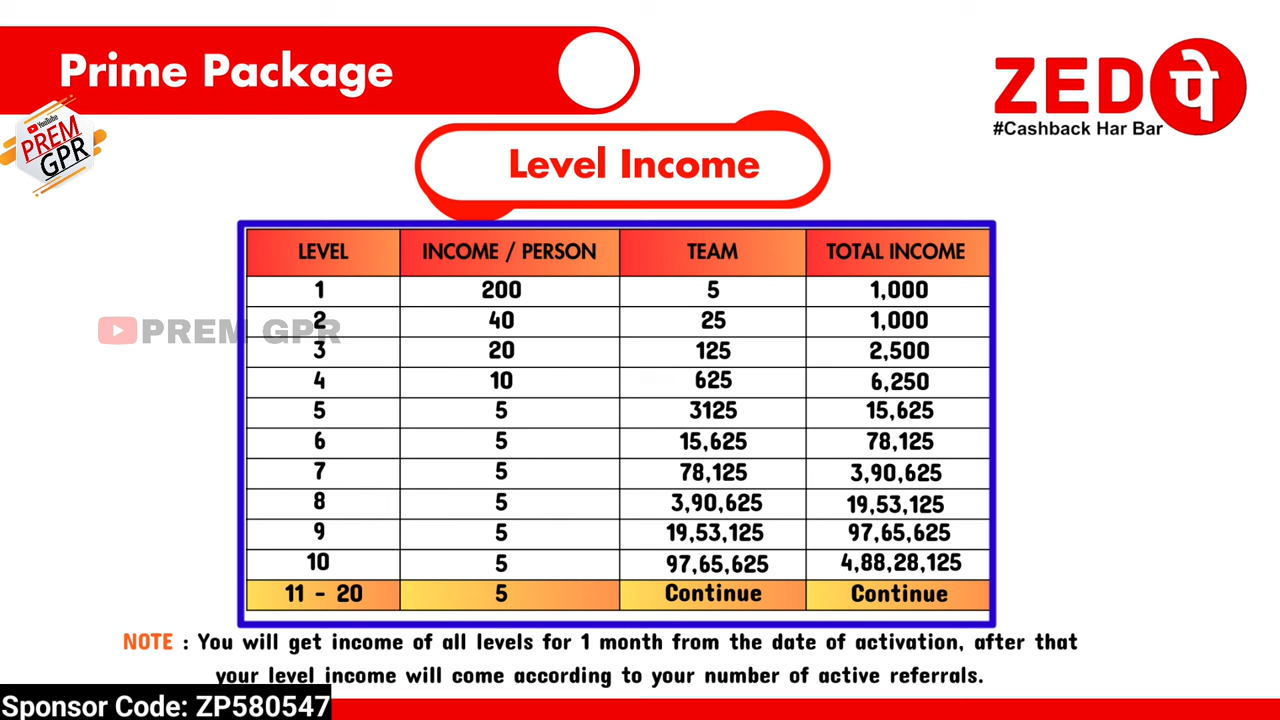 Prime Package
ZED पे
#Cashback Har Bar
YouTube
PREM
GPR
Level Income
LEVEL INCOME / PERSON TEAM TOTAL INCOME
1 200 5 1,000
2 40 25 1,000
PREM GPR
3 20 125 2,500
4 10 625 6,250
5 5 3125 15,625
6 5 15,625 78,125
7 5 78,125 3,90,625
8 5 3,90,625 19,53,125
9 5 19,53,125 97,65,625
10 5 97,65,625 4,88,28,125
11 - 20 5 Continue Continue
NOTE : You will get income of all levels for 1 month from the date of activation, after that
your level income will come according to your number of active referrals.
Sponsor Code: ZP580547